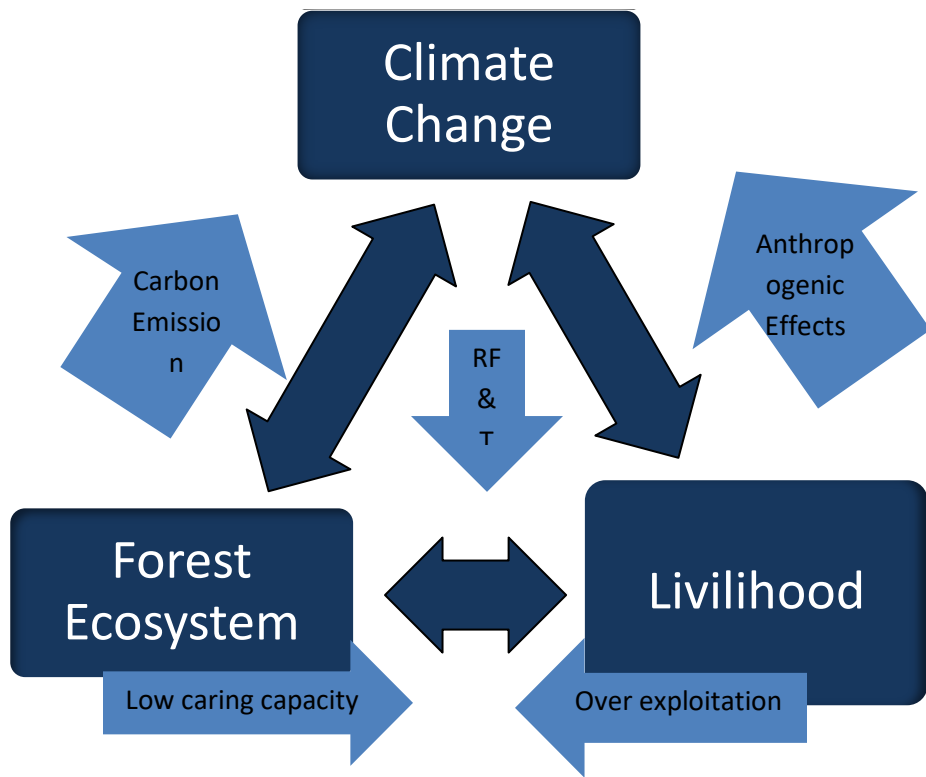 Climate
Change
Carbon
Emissio
n
Anthrop
ogenic
Effects
RF
&
T
Forest
Ecosystem
Livilihood
Low caring capacity
Over exploitation